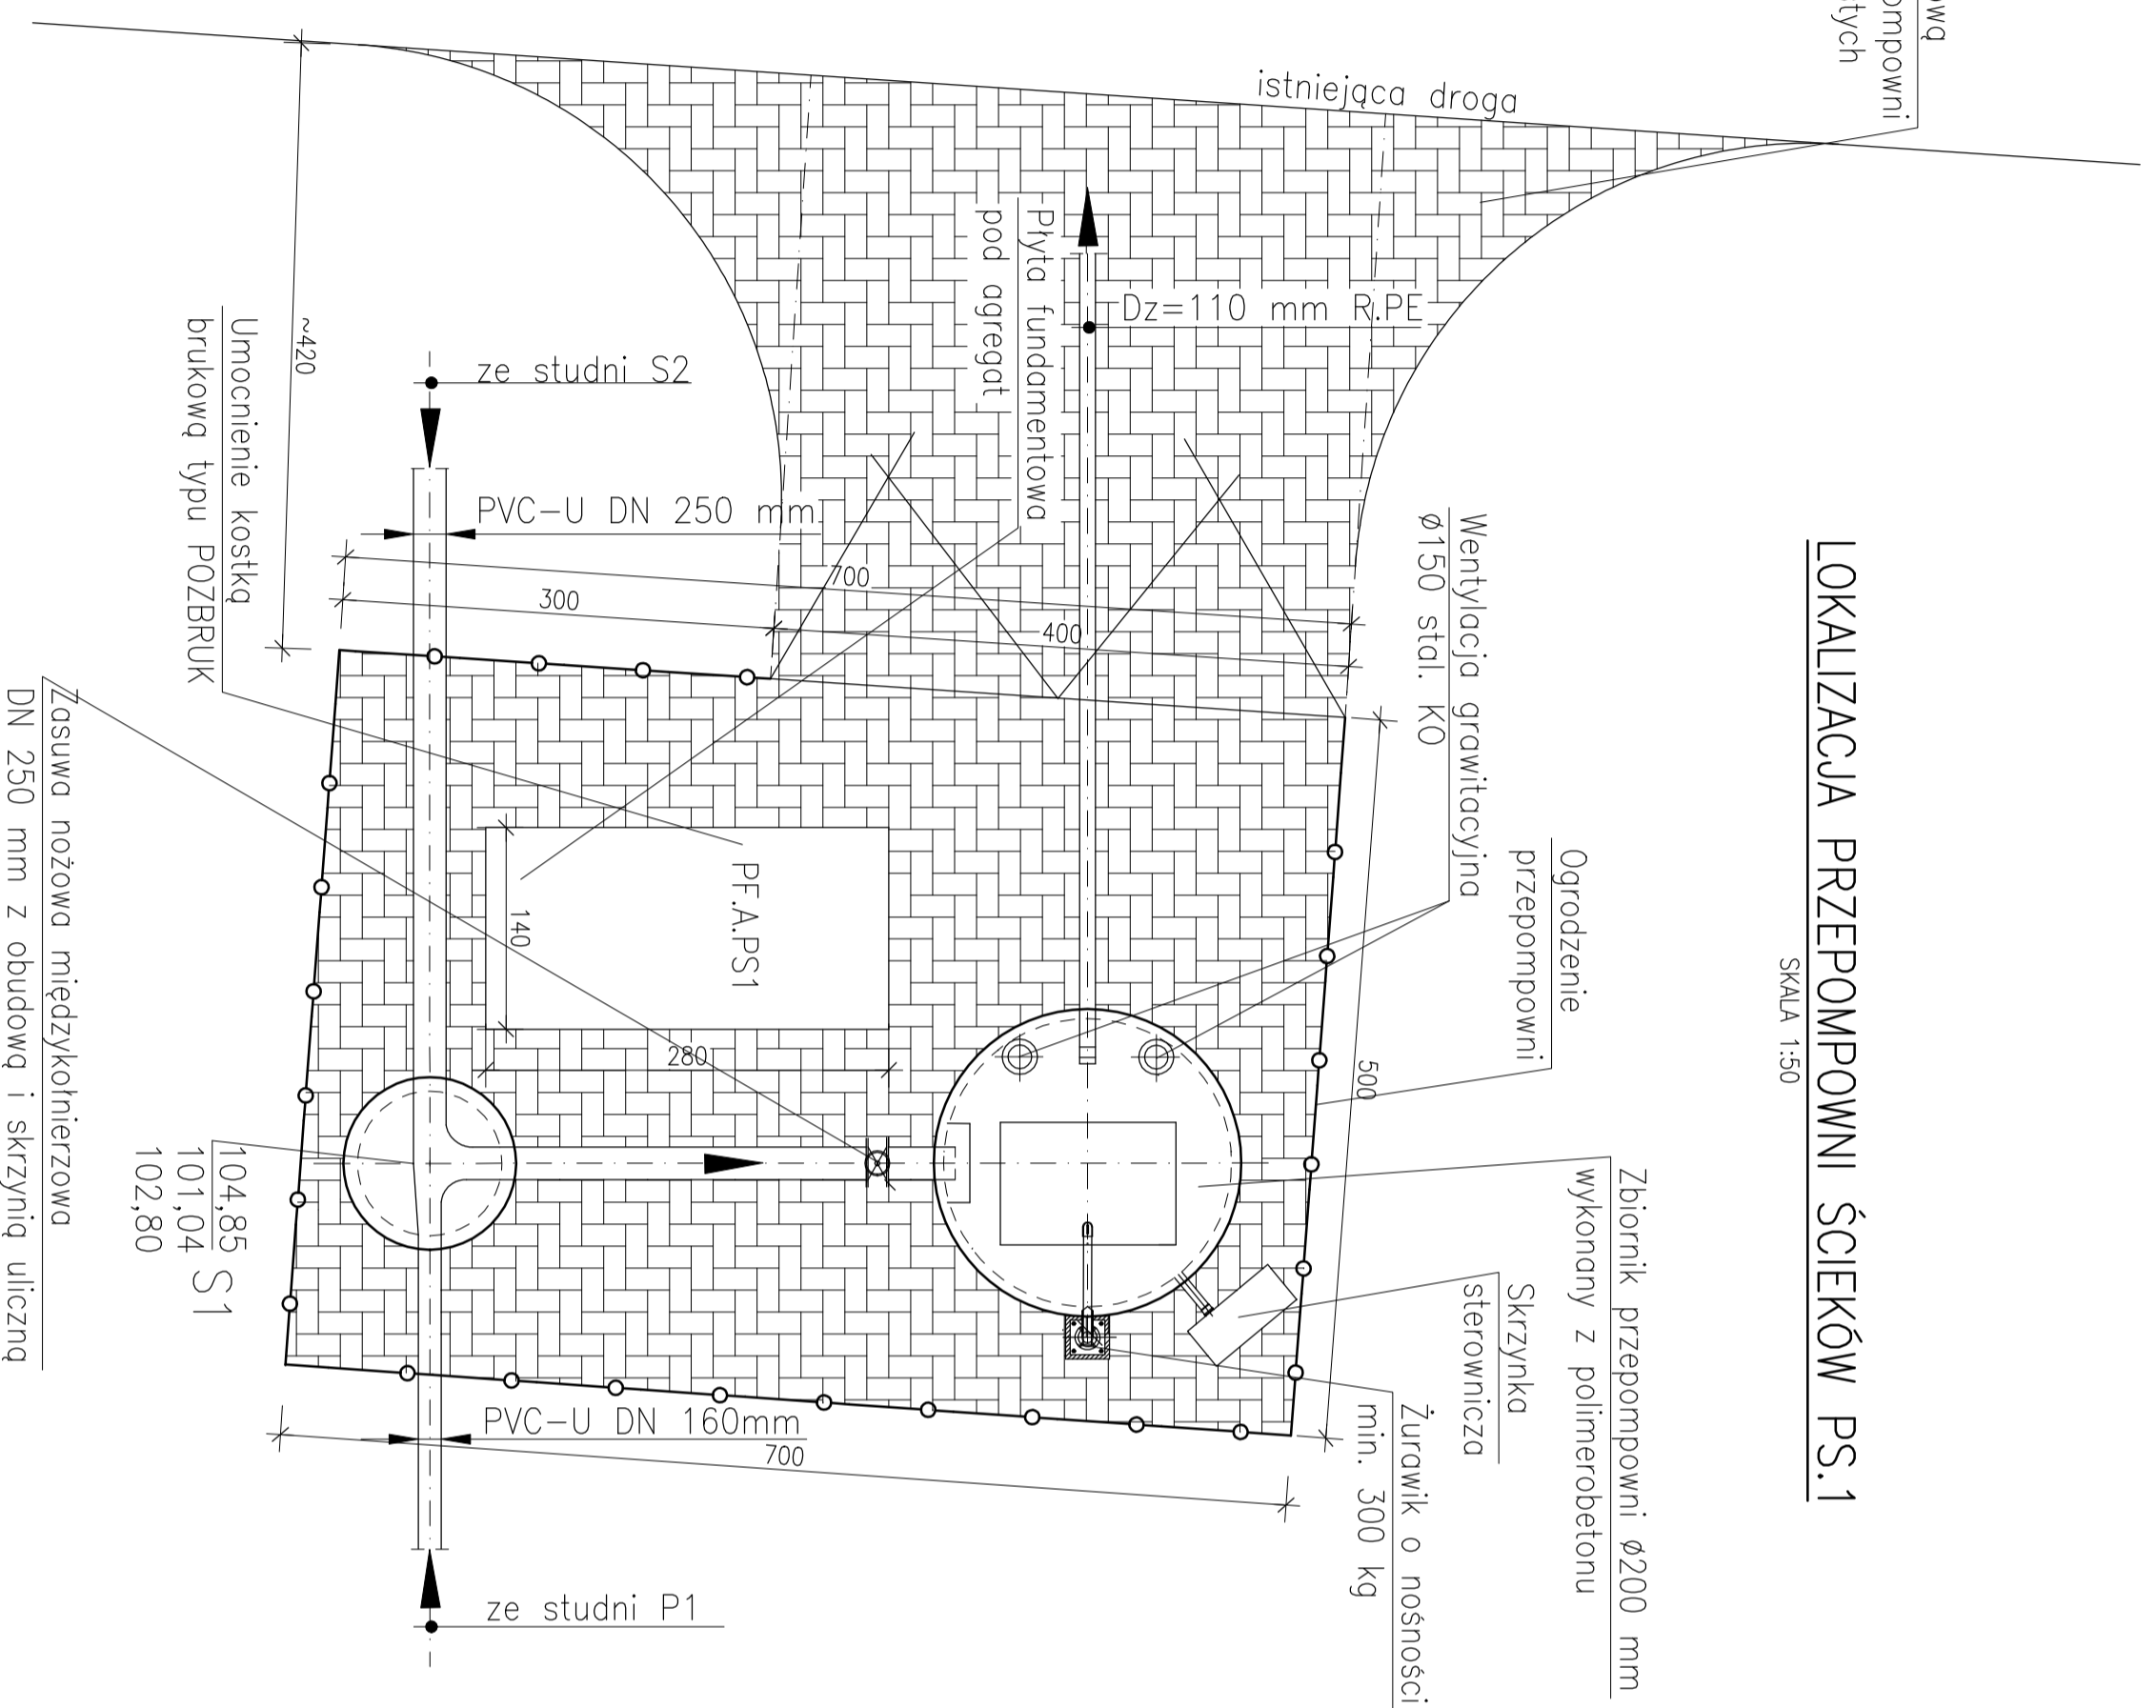 LOKALIZACJA PRZEPOMPOWNI ŚCIEKÓW PS.1
SKALA 1:50
ową
ompowni
stych
istniejąca droga
Płyta fundamentowa
pod agregat
Dz=110 mm R.PE
ze studni S2
~420
Umocnienie kostką
brukową typu POZBRUK
PVC-U DN 250 mm
700
300
400
Wentylacja grawitacyjna
Ø150 stal. KO
Ogrodzenie
przepompowni
500
PF.A.PS1
140
280
Zbiornik przepompowni Ø200 mm
wykonany z polimerobetonu
Skrzynka
sterownicza
Żurawik o nośności
min. 300 kg
Zasuwa nożowa międzykołnierzowa
DN 250 mm z obudową i skrzynią uliczną
104,85
101,04 S1
102,80
PVC-U DN 160mm
700
ze studni P1